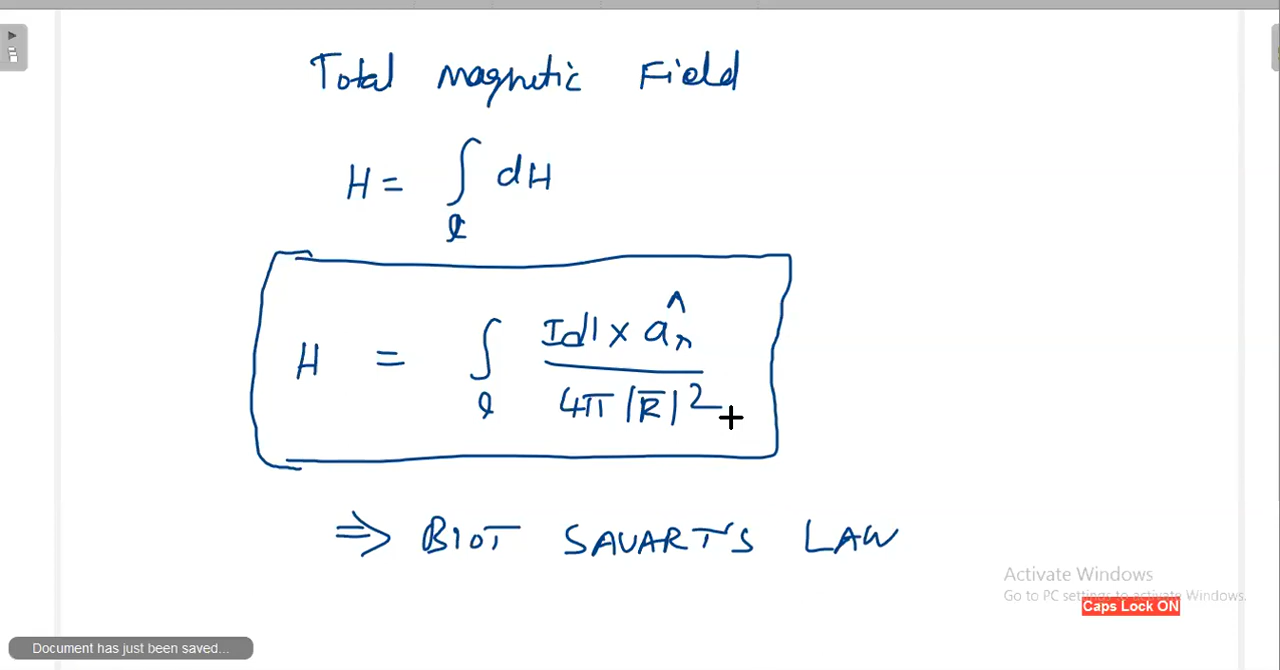 Total magnetic Field
H = ∫ dH
l
H = ∫ Idl × â_r
l 4π |R̅|²
⇒ BIOT SAVART'S LAW
Activate Windows
Go to PC settings to activate Windows.
Caps Lock ON
Document has just been saved...